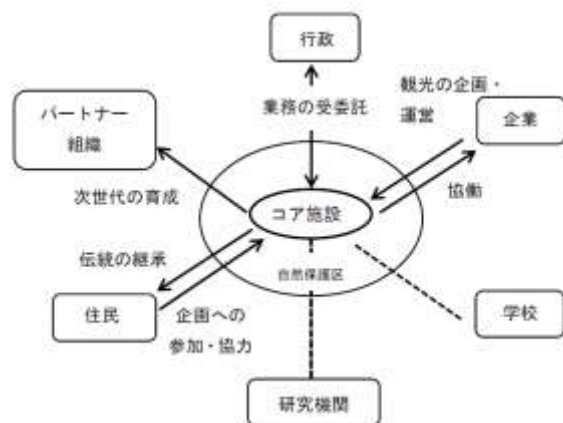 行政
観光の企画・
運営
業務の受委託
企業
パートナー
組織
次世代の育成
協働
コア施設
伝統の継承
自然保護区
住民
企画への
参加・協力
学校
研究機関